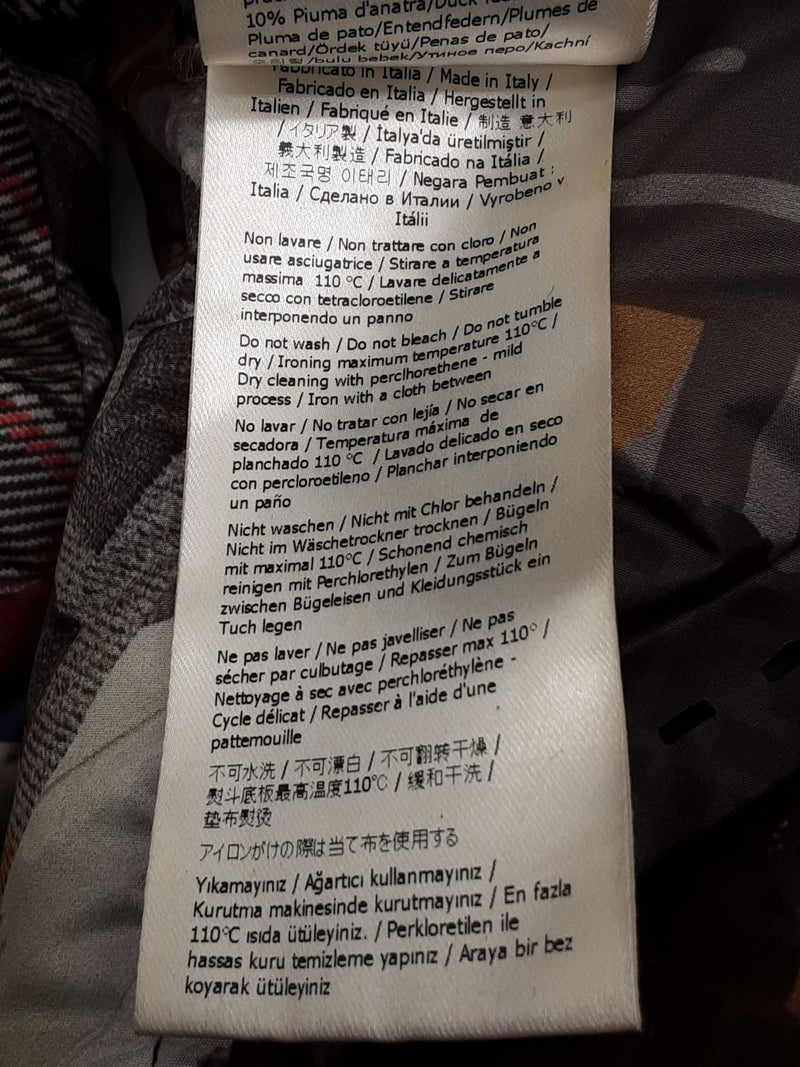 10% Piuma d'anatra/Duck
Pluma de pato/Entendfedern/Plumes de
canard/Ördek tüyü/Penas de pato/
bulu bebek/Утиное перо/Kachní
Fabbricato in Italia / Made in Italy /
Fabricado en Italia / Hergestellt in
Italien / Fabriqué en Italie / 制造 意大利
/イタリア製 / İtalya'da üretilmiştir /
義大利製造 / Fabricado na Itália /
제조국명 이태리 / Negara Pembuat :
Italia / Сделано в Италии / Vyrobeno v
Itálii
Non lavare / Non trattare con cloro / Non
usare asciugatrice / Stirare a temperatura
massima 110 °C / Lavare delicatamente a
secco con tetracloroetilene / Stirare
interponendo un panno
Do not wash / Do not bleach / Do not tumble
dry / Ironing maximum temperature 110°C /
Dry cleaning with perclhorethene - mild
process / Iron with a cloth between
No lavar / No tratar con lejía / No secar en
secadora / Temperatura máxima de
planchado 110 °C / Lavado delicado en seco
con percloroetileno / Planchar interponiendo
un paño
Nicht waschen / Nicht mit Chlor behandeln /
Nicht im Wäschetrockner trocknen / Bügeln
mit maximal 110°C / Schonend chemisch
reinigen mit Perchlorethylen / Zum Bügeln
zwischen Bügeleisen und Kleidungsstück ein
Tuch legen
Ne pas laver / Ne pas javelliser / Ne pas
sécher par culbutage / Repasser max 110° /
Nettoyage à sec avec perchloréthylène -
Cycle délicat / Repasser à l'aide d'une
pattemouille
不可水洗 / 不可漂白 / 不可翻转干燥 /
熨斗底板最高温度110℃ / 缓和干洗 /
垫布熨烫
アイロンがけの際は当て布を使用する
Yıkamayınız / Ağartıcı kullanmayınız /
Kurutma makinesinde kurutmayınız / En fazla
110°C ısıda ütüleyiniz. / Perkloretilen ile
hassas kuru temizleme yapınız / Araya bir bez
koyarak ütüleyiniz